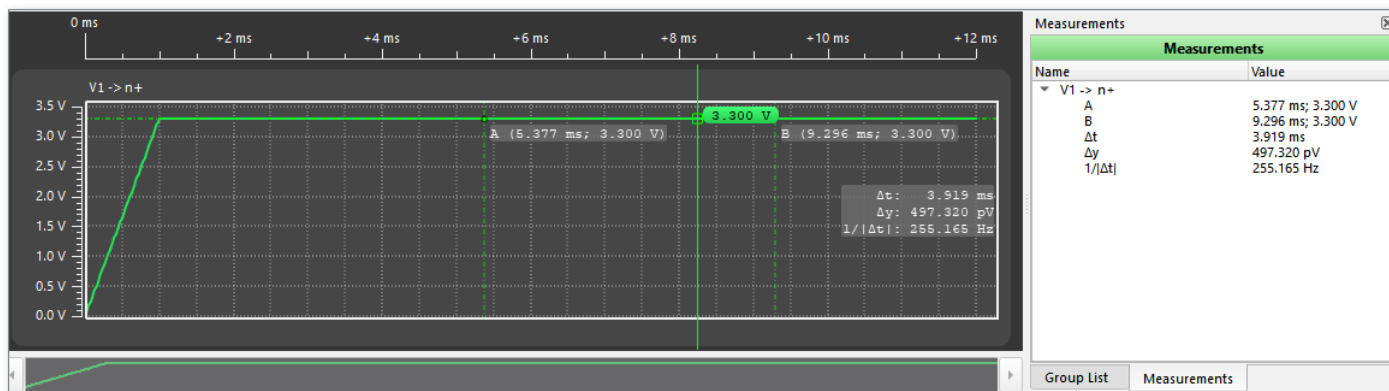 0 ms
+2 ms
+4 ms
+6 ms
+8 ms
+10 ms
+12 ms
V1 -> n+
3.5 V
3.0 V
2.5 V
2.0 V
1.5 V
1.0 V
0.5 V
0.0 V
A (5.377 ms; 3.300 V)
3.300 V
B (9.296 ms; 3.300 V)
Δt: 3.919 ms
Δy: 497.320 pV
1/|Δt|: 255.165 Hz
Measurements
Measurements
Name Value
V1 -> n+
A 5.377 ms; 3.300 V
B 9.296 ms; 3.300 V
Δt 3.919 ms
Δy 497.320 pV
1/|Δt| 255.165 Hz
Group List Measurements